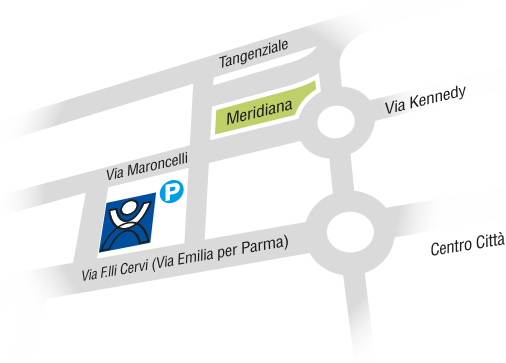 Tangenziale
Meridiana
Via Kennedy
Via Maroncelli
P
Via F.lli Cervi (Via Emilia per Parma)
Centro Città